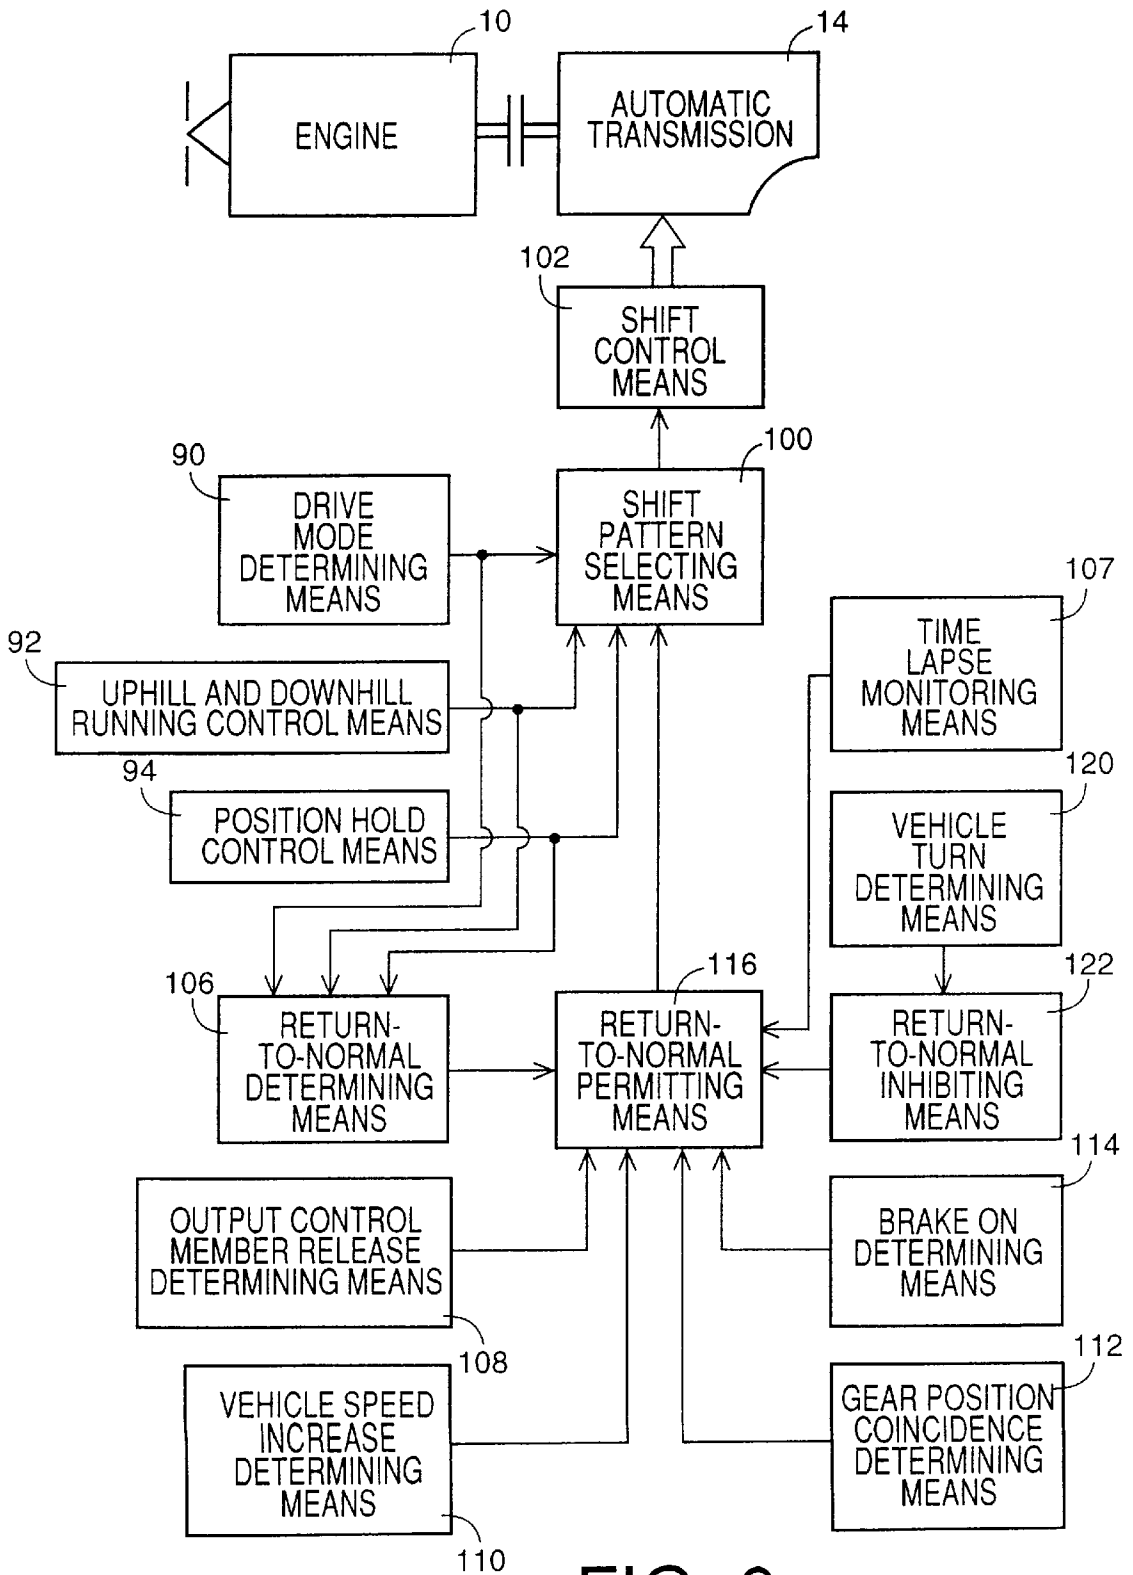 10
14
ENGINE
AUTOMATIC
TRANSMISSION
102
SHIFT
CONTROL
MEANS
90
100
DRIVE
MODE
DETERMINING
MEANS
SHIFT
PATTERN
SELECTING
MEANS
107
TIME
LAPSE
MONITORING
MEANS
92
UPHILL AND DOWNHILL
RUNNING CONTROL MEANS
94
POSITION HOLD
CONTROL MEANS
120
VEHICLE
TURN
DETERMINING
MEANS
106
RETURN-
TO-NORMAL
DETERMINING
MEANS
116
RETURN-
TO-NORMAL
PERMITTING
MEANS
122
RETURN-
TO-NORMAL
INHIBITING
MEANS
114
OUTPUT CONTROL
MEMBER RELEASE
DETERMINING MEANS
108
BRAKE ON
DETERMINING
MEANS
112
VEHICLE SPEED
INCREASE
DETERMINING
MEANS
110
GEAR POSITION
COINCIDENCE
DETERMINING
MEANS